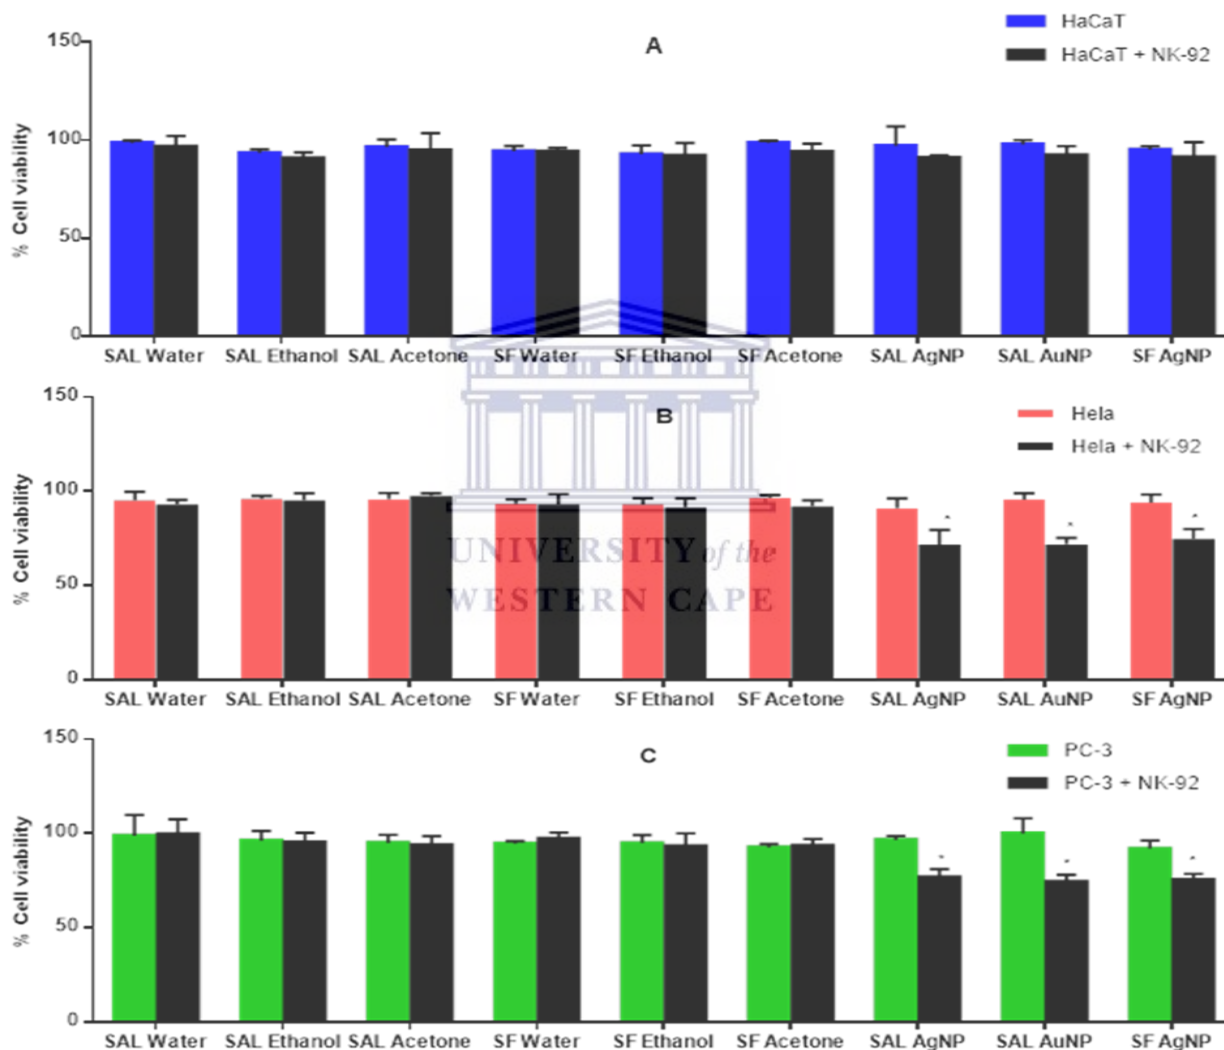 HaCaT
HaCaT + NK-92
A
% Cell viability
150
100
50
0
SAL Water SAL Ethanol SAL Acetone SF Water SF Ethanol SF Acetone SAL AgNP SAL AuNP SF AgNP
Hela
Hela + NK-92
B
% Cell viability
150
100
50
0
* * *
SAL Water SAL Ethanol SAL Acetone SF Water SF Ethanol SF Acetone SAL AgNP SAL AuNP SF AgNP
UNIVERSITY of the
WESTERN CAPE
PC-3
PC-3 + NK-92
C
% Cell viability
150
100
50
0
* * *
SAL Water SAL Ethanol SAL Acetone SF Water SF Ethanol SF Acetone SAL AgNP SAL AuNP SF AgNP